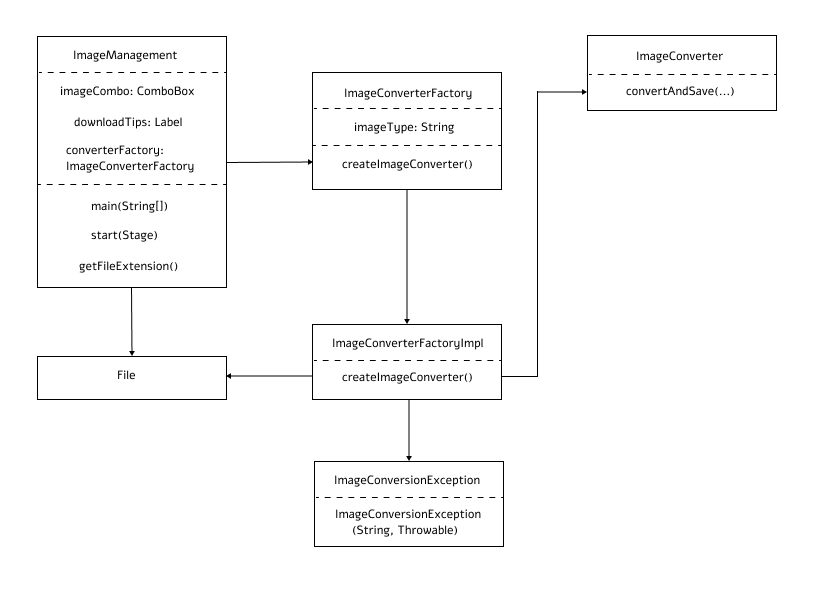 ImageManagement
imageCombo: ComboBox
downloadTips: Label
converterFactory:
ImageConverterFactory
main(String[])
start(Stage)
getFileExtension()
ImageConverterFactory
imageType: String
createImageConverter()
ImageConverter
convertAndSave(...)
File
ImageConverterFactoryImpl
createImageConverter()
ImageConversionException
ImageConversionException
(String, Throwable)